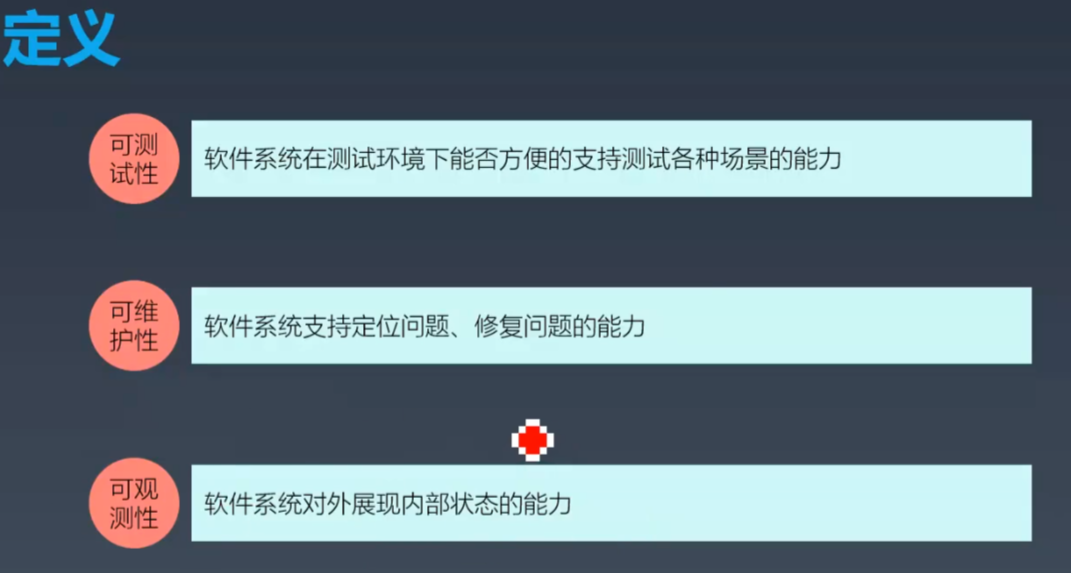 定义
可测
试性
软件系统在测试环境下能否方便的支持测试各种场景的能力
可维
护性
软件系统支持定位问题、修复问题的能力
可观
测性
软件系统对外展现内部状态的能力